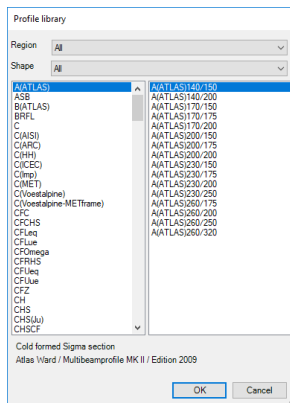 Profile library
Region
All
Shape
All
A(ATLAS)
ASB
B(ATLAS)
BRFL
C
C(AISI)
C(ARC)
C(HH)
C(ICEC)
C(Imp)
C(MET)
C(Voestalpine)
C(Voestalpine-METframe)
CFC
CFCHS
CFLeq
CFLue
CFOmega
CFRHS
CFUeq
CFUue
CFZ
CH
CHS
CHS(Ju)
CHSCF
A(ATLAS)140/150
A(ATLAS)140/200
A(ATLAS)170/150
A(ATLAS)170/175
A(ATLAS)170/200
A(ATLAS)200/150
A(ATLAS)200/175
A(ATLAS)200/200
A(ATLAS)230/150
A(ATLAS)230/175
A(ATLAS)230/200
A(ATLAS)230/250
A(ATLAS)260/175
A(ATLAS)260/200
A(ATLAS)260/250
A(ATLAS)260/320
Cold formed Sigma section
Atlas Ward / Multibeamprofile MK II / Edition 2009
OK
Cancel